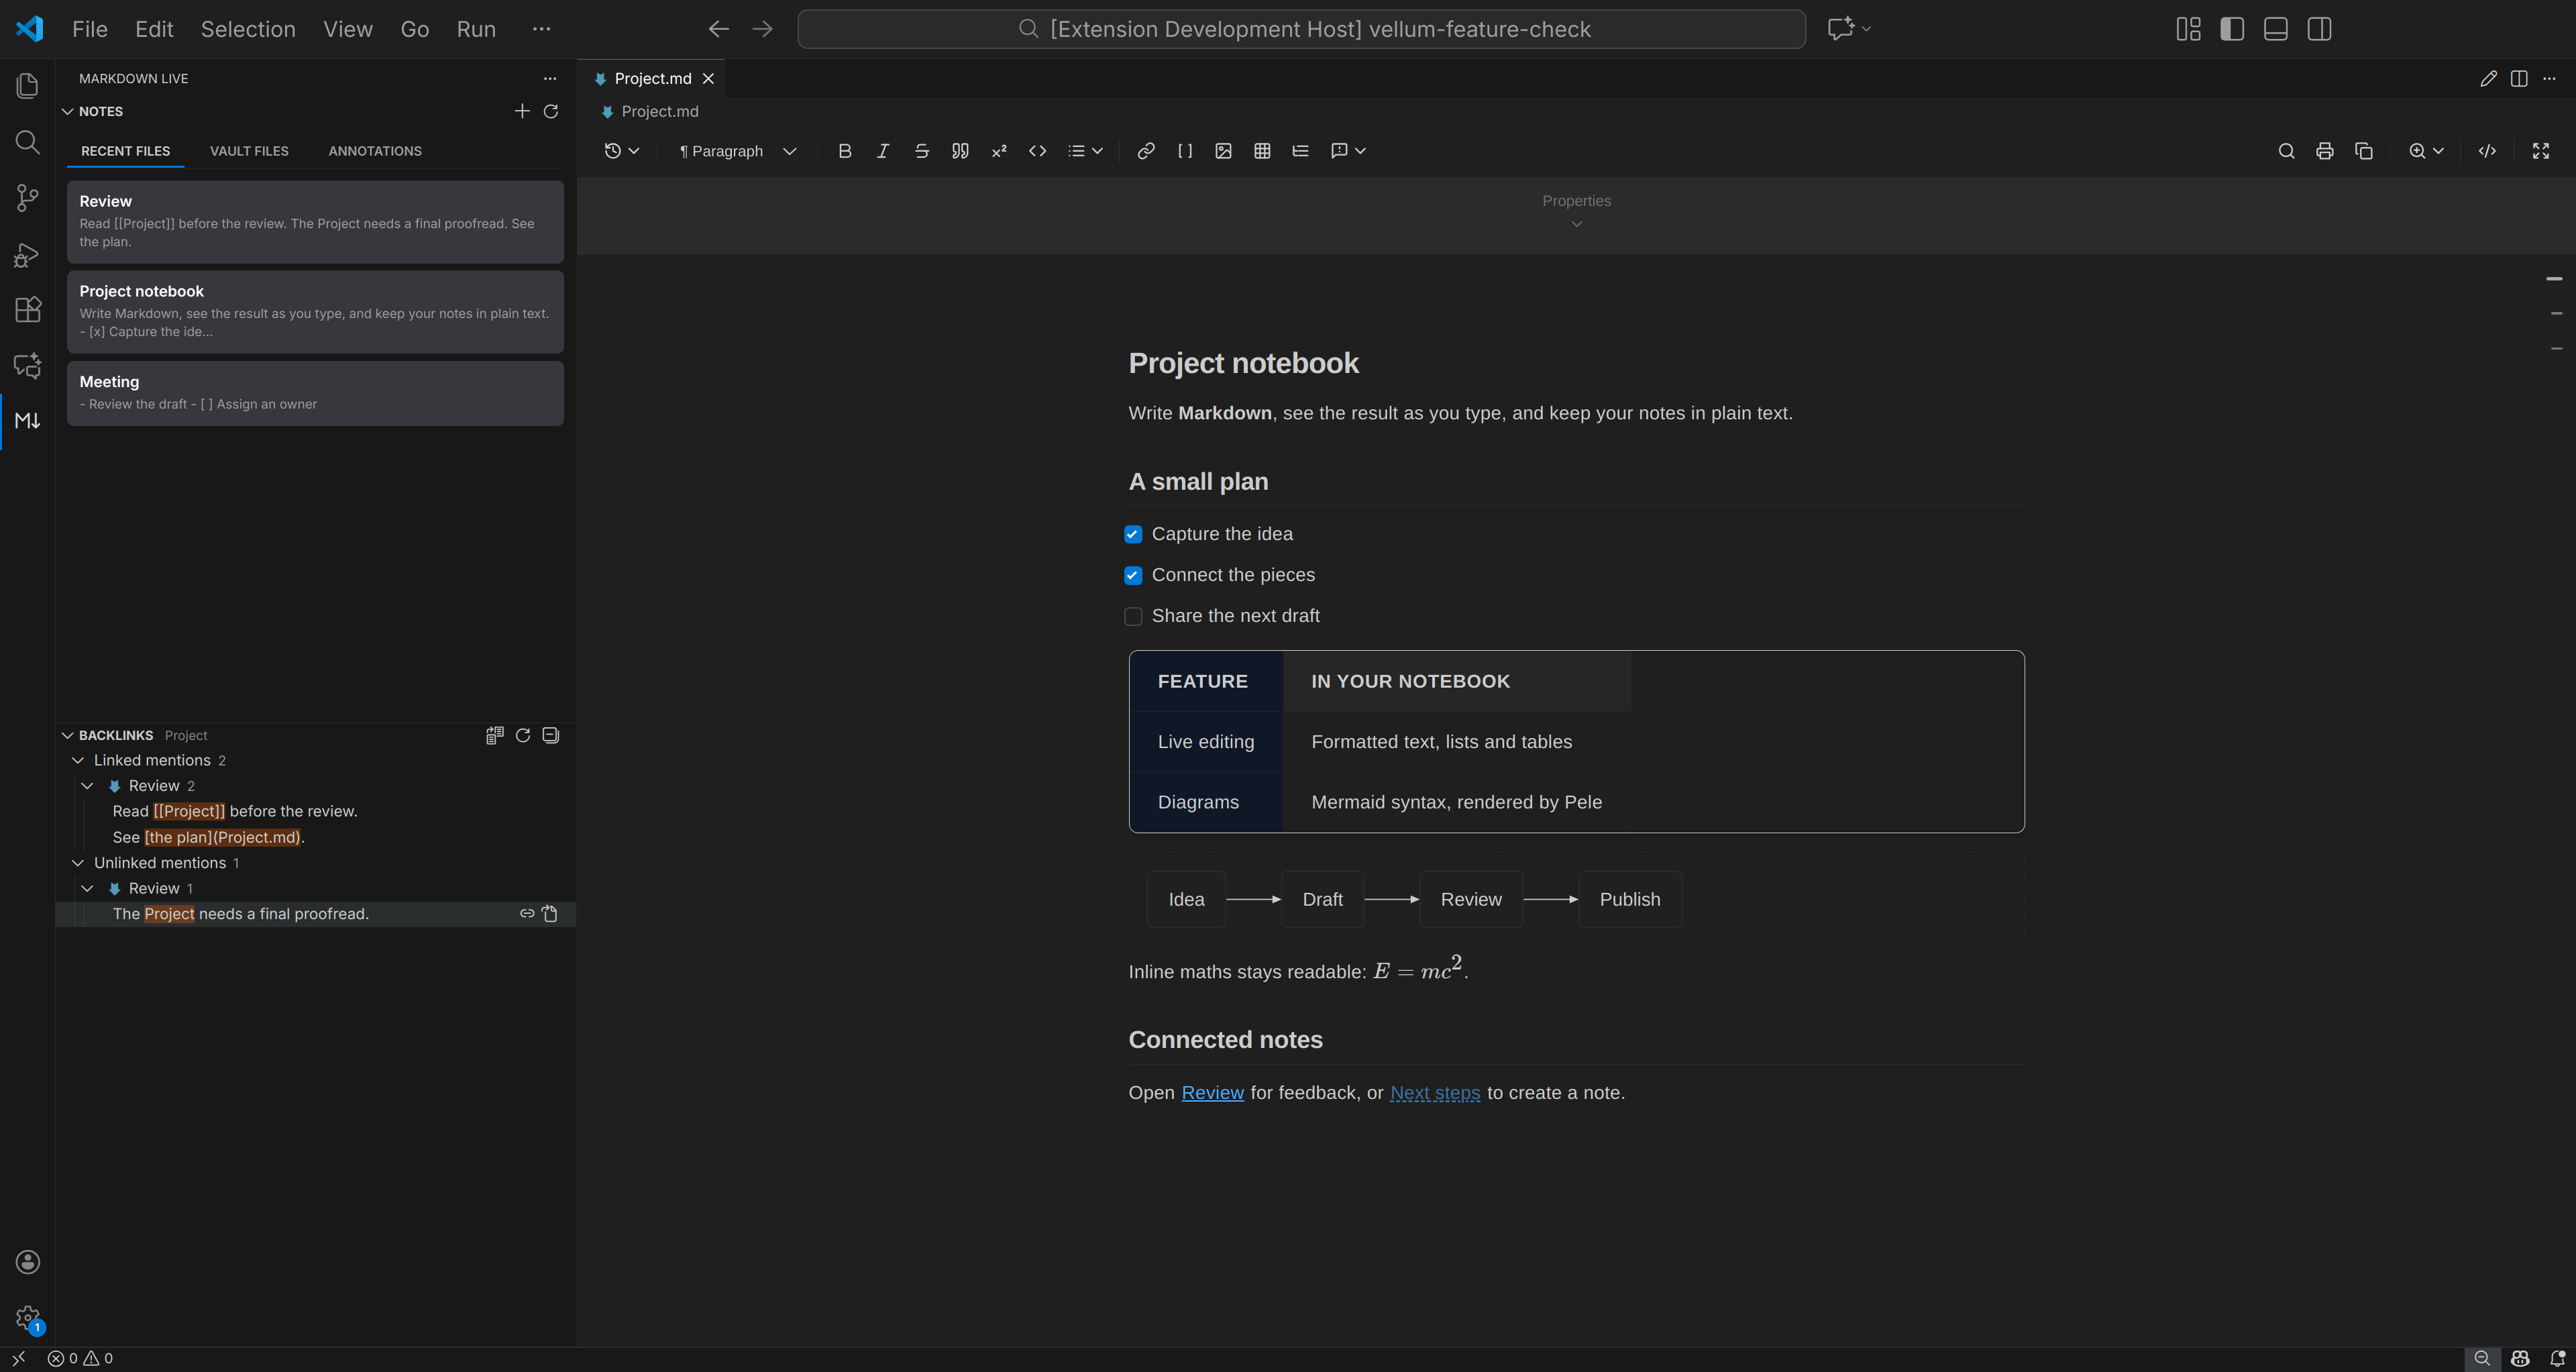 File Edit Selection View Go Run ...
[Extension Development Host] vellum-feature-check
MARKDOWN LIVE
NOTES
RECENT FILES VAULT FILES ANNOTATIONS
Review
Read [[Project]] before the review. The Project needs a final proofread. See
the plan.
Project notebook
Write Markdown, see the result as you type, and keep your notes in plain text.
- [x] Capture the ide...
Meeting
- Review the draft - [ ] Assign an owner
BACKLINKS Project
Linked mentions 2
Review 2
Read [[Project]] before the review.
See [the plan](Project.md).
Unlinked mentions 1
Review 1
The Project needs a final proofread.
M↓
1
Project.md
Project.md
¶ Paragraph
B I S x²
Properties
Project notebook
Write Markdown, see the result as you type, and keep your notes in plain text.
A small plan
Capture the idea
Connect the pieces
Share the next draft
FEATURE IN YOUR NOTEBOOK
Live editing Formatted text, lists and tables
Diagrams Mermaid syntax, rendered by Pele
Idea Draft Review Publish
Inline maths stays readable: E = mc².
Connected notes
Open Review for feedback, or Next steps to create a note.
0 0